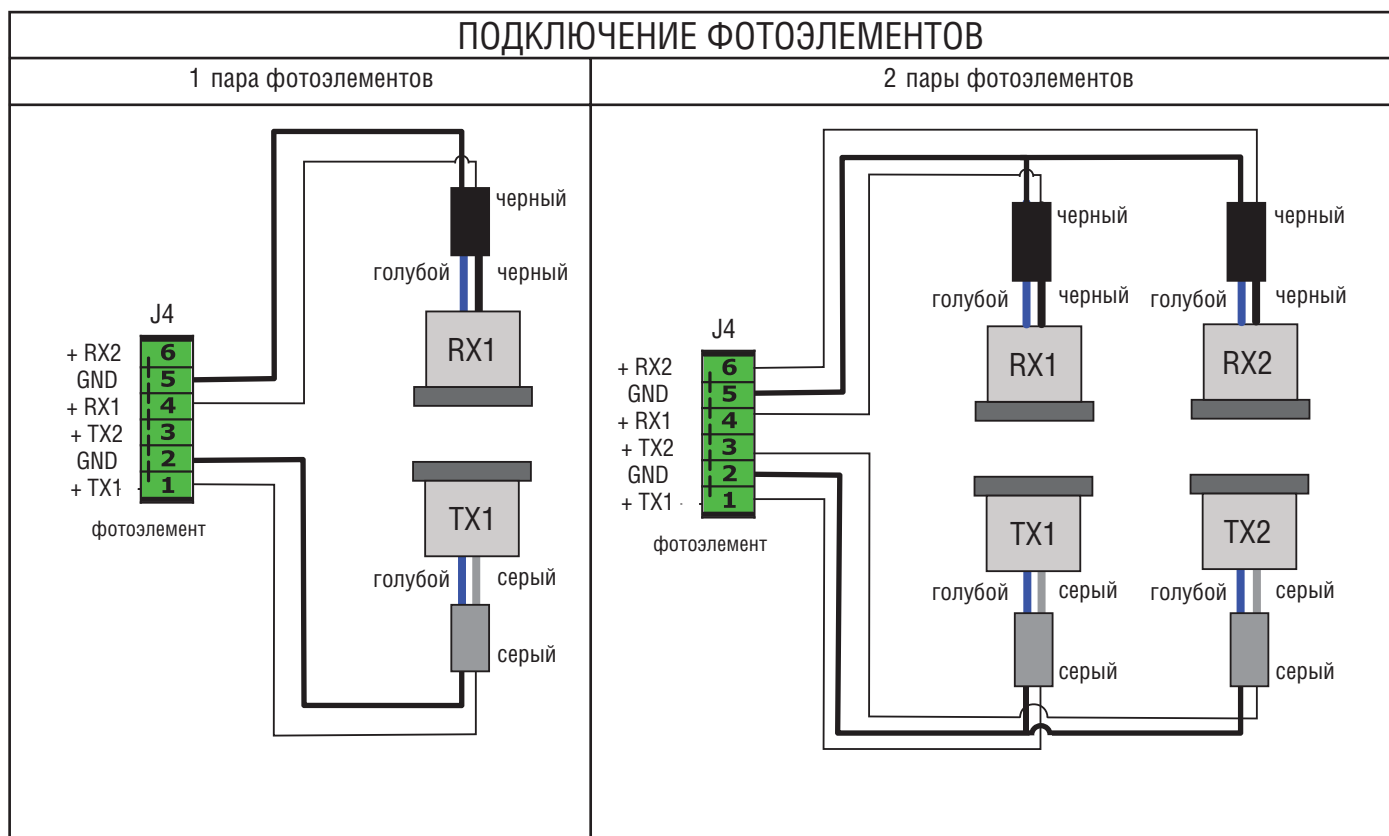 ПОДКЛЮЧЕНИЕ ФОТОЭЛЕМЕНТОВ
1 пара фотоэлементов
2 пары фотоэлементов
черный
голубой
черный
J4
RX1
+ RX2
6
GND
5
+ RX1
4
+ TX2
3
GND
2
+ TX1
1
фотоэлемент
TX1
голубой
серый
серый
черный
черный
голубой
черный
голубой
черный
J4
RX1
RX2
+ RX2
6
GND
5
+ RX1
4
+ TX2
3
GND
2
+ TX1
1
фотоэлемент
TX1
TX2
голубой
серый
голубой
серый
серый
серый